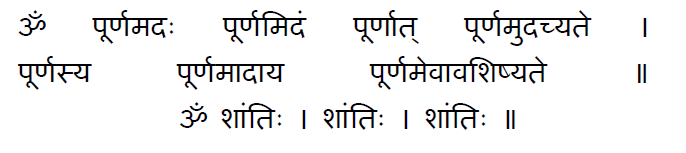 ॐ पूर्णमदः पूर्णमिदं पूर्णात् पूर्णमुदच्यते ।
पूर्णस्य पूर्णमादाय पूर्णमेवावशिष्यते ॥
ॐ शांतिः । शांतिः । शांतिः ॥